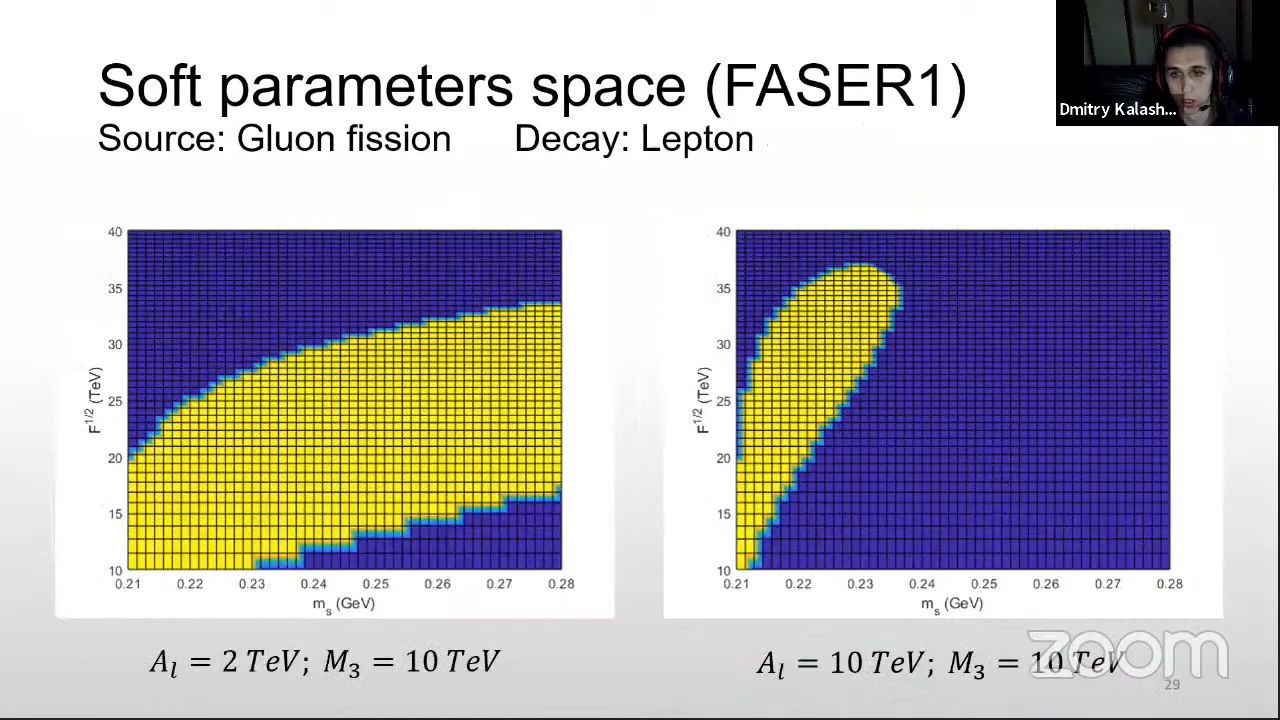 Soft parameters space (FASER1)
Source: Gluon fission Decay: Lepton
Dmitry Kalash...
40
35
30
25
20
15
10
F^1/2 (TeV)
0.21 0.22 0.23 0.24 0.25 0.26 0.27 0.28
m_s (GeV)
40
35
30
25
20
15
10
F^1/2 (TeV)
0.21 0.22 0.23 0.24 0.25 0.26 0.27 0.28
m_s (GeV)
A_l = 2 TeV; M_3 = 10 TeV
A_l = 10 TeV; M_3 = 10 TeV
zoom
29